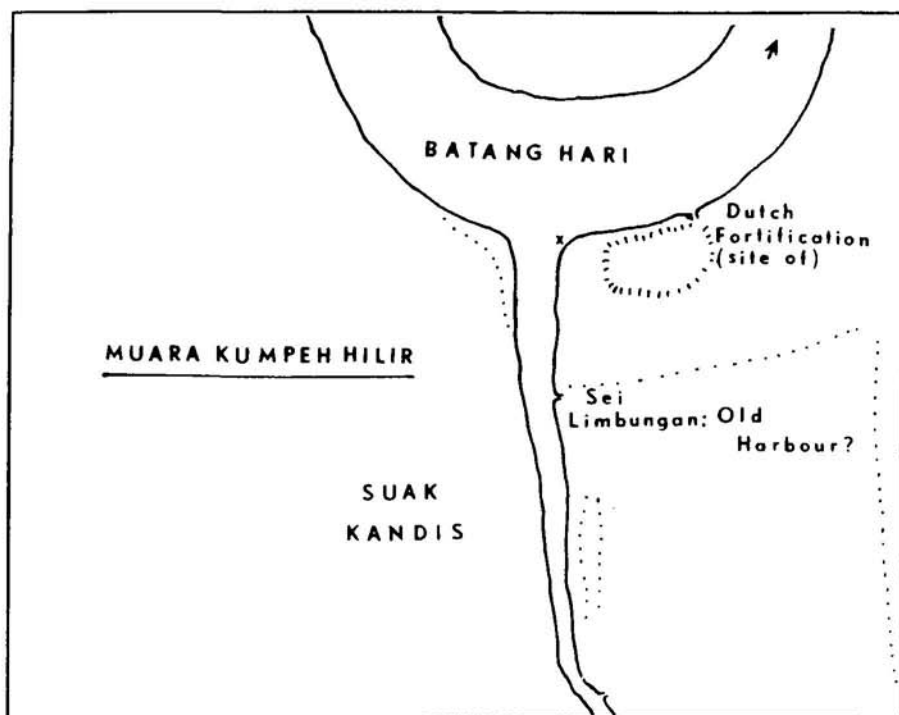 BATANG HARI
Dutch
Fortification
(site of)
x
MUARA KUMPEH HILIR
Sei
Limbungan: Old
Harbour?
SUAK
KANDIS